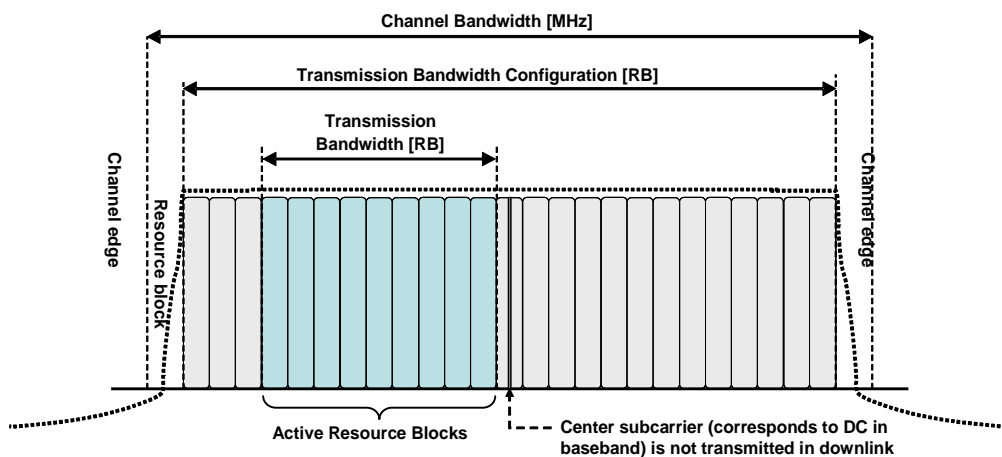 Channel Bandwidth [MHz]
Transmission Bandwidth Configuration [RB]
Transmission
Bandwidth [RB]
Channel edge
Resource block
Channel edge
Active Resource Blocks
Center subcarrier (corresponds to DC in
baseband) is not transmitted in downlink